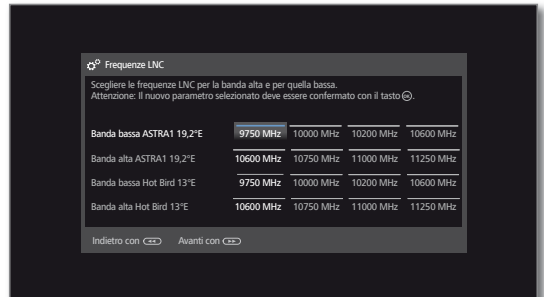 Frequenze LNC
Scegliere le frequenze LNC per la banda alta e per quella bassa.
Attenzione: Il nuovo parametro selezionato deve essere confermato con il tasto OK.
Banda bassa ASTRA1 19,2°E 9750 MHz 10000 MHz 10200 MHz 10600 MHz
Banda alta ASTRA1 19,2°E 10600 MHz 10750 MHz 11000 MHz 11250 MHz
Banda bassa Hot Bird 13°E 9750 MHz 10000 MHz 10200 MHz 10600 MHz
Banda alta Hot Bird 13°E 10600 MHz 10750 MHz 11000 MHz 11250 MHz
Indietro con Avanti con